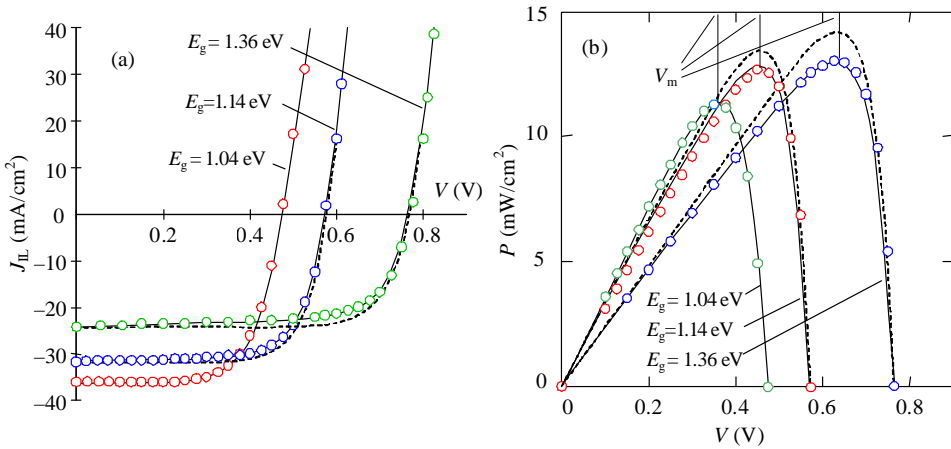 40
30
20
10
0
−10
−20
−30
−40
J_IL (mA/cm²)
(a)
E_g = 1.36 eV
E_g=1.14 eV
E_g= 1.04 eV
V (V)
0.2
0.4
0.6
0.8
15
10
5
0
P (mW/cm²)
(b)
V_m
E_g= 1.04 eV
E_g=1.14 eV
E_g= 1.36 eV
0
0.2
0.4
0.6
0.8
V (V)